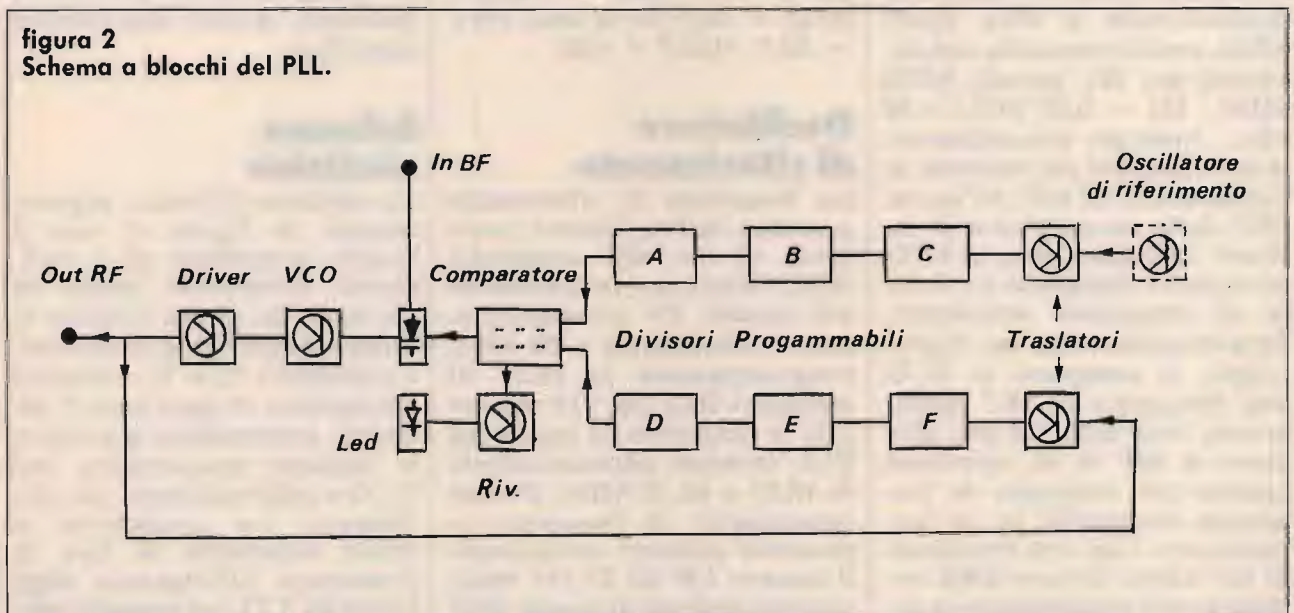 figura 2
Schema a blocchi del PLL.
In BF
Oscillatore
di riferimento
A
B
C
Out RF
Driver
VCO
Comparatore
Divisori Progammabili
Traslatori
Led
Riv.
D
E
F